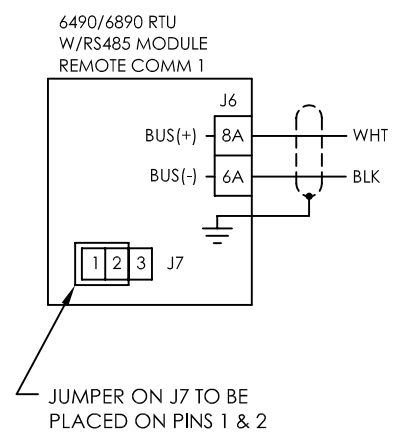 6490/6890 RTU
W/RS485 MODULE
REMOTE COMM 1
J6
BUS(+) 8A WHT
BUS(-) 6A BLK
1 2 3 J7
JUMPER ON J7 TO BE
PLACED ON PINS 1 & 2